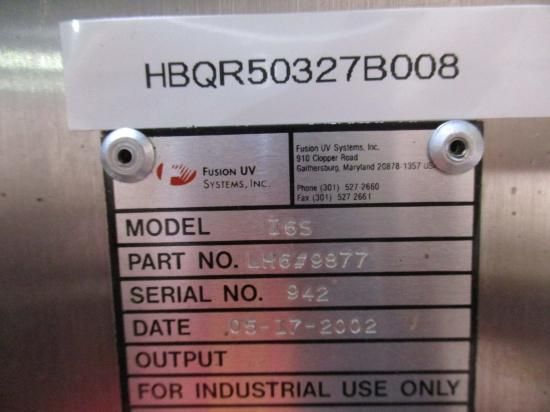 HBQR50327B008
FUSION UV
SYSTEMS, INC.
Fusion UV Systems, Inc.
910 Clopper Road
Gaithersburg, Maryland 20878-1357
Phone (301) 527-2660
Fax (301) 527 2661
MODEL I6S
PART NO. LH6#9877
SERIAL NO. 942
DATE 05-17-2002
OUTPUT
FOR INDUSTRIAL USE ONLY